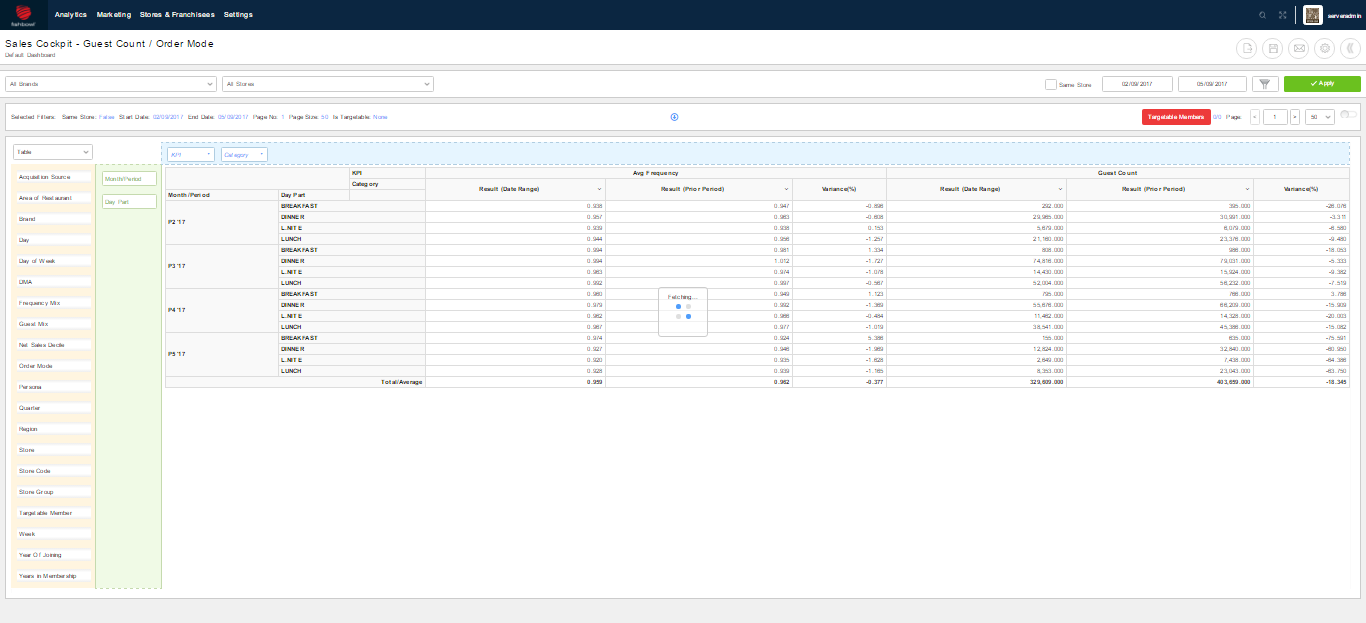 fishbowl
Analytics Marketing Stores & Franchisees Settings serveradmin
Sales Cockpit - Guest Count / Order Mode
Default Dashboard
All Brands All Stores Same Store 02/09/2017 05/09/2017 Apply
Selected Filters: Same Store: False Start Date: 02/09/2017 End Date: 05/09/2017 Page No: 1 Page Size: 50 Is Targetable: None Targetable Members 0/0 Page: < 1 > 50
Table KPI Category
Acquisition Source
Area of Restaurant
Brand
Day
Day of Week
DMA
Frequency Mix
Guest Mix
Net Sales Decile
Order Mode
Persona
Quarter
Region
Store
Store Code
Store Group
Targetable Member
Week
Year Of Joining
Years in Membership
Month/Period
Day Part
KPI Avg Frequency Guest Count
Category Result (Date Range) Result (Prior Period) Variance(%) Result (Date Range) Result (Prior Period) Variance(%)
Month/Period Day Part
P2 '17 BREAKFAST 0.938 0.947 -0.896 292.000 395.000 -26.076
DINNER 0.957 0.963 -0.608 29,965.000 30,991.000 -3.311
L.NITE 0.939 0.938 0.153 5,679.000 6,079.000 -6.580
LUNCH 0.944 0.956 -1.257 21,160.000 23,376.000 -9.480
P3 '17 BREAKFAST 0.994 0.981 1.334 808.000 986.000 -18.053
DINNER 0.994 1.012 -1.727 74,816.000 79,031.000 -5.333
L.NITE 0.963 0.974 -1.078 14,430.000 15,924.000 -9.382
LUNCH 0.992 0.997 -0.567 52,004.000 56,232.000 -7.519
P4 '17 BREAKFAST 0.960 0.949 1.123 795.000 766.000 3.786
DINNER 0.979 0.992 -1.369 55,676.000 66,209.000 -15.909
L.NITE 0.962 0.966 -0.484 11,462.000 14,328.000 -20.003
LUNCH 0.967 0.977 -1.019 38,541.000 45,386.000 -15.082
P5 '17 BREAKFAST 0.974 0.924 5.386 155.000 635.000 -75.591
DINNER 0.927 0.946 -1.969 12,824.000 32,840.000 -60.950
L.NITE 0.920 0.935 -1.628 2,649.000 7,438.000 -64.386
LUNCH 0.928 0.939 -1.165 8,353.000 23,043.000 -63.750
Total/Average 0.959 0.962 -0.377 329,609.000 403,659.000 -18.345
Fetching...